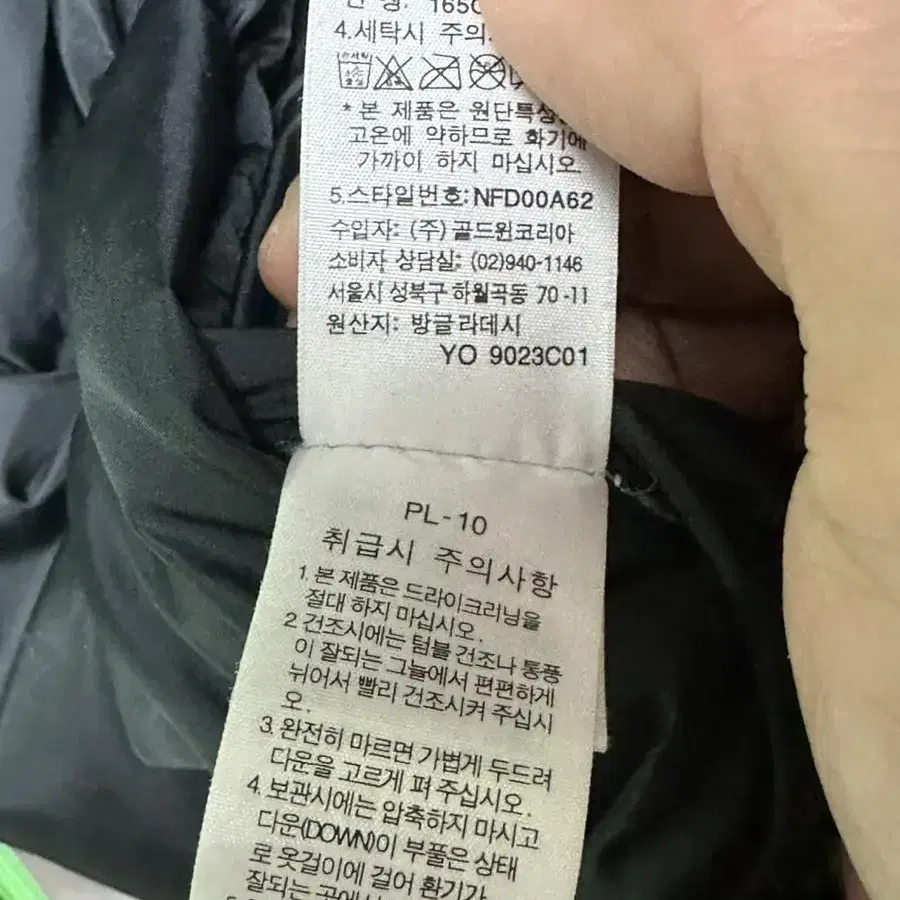 4.세탁시 주의.
* 본 제품은 원단특성
고온에 약하므로 화기에
가까이 하지 마십시오.
5.스타일번호: NFD00A62
수입자: (주) 골드윈코리아
소비자 상담실: (02)940-1146
서울시 성북구 하월곡동 70-11
원산지: 방글라데시
YO 9023C01
PL-10
취급시 주의사항
1. 본 제품은 드라이크리닝을
절대 하지 마십시오.
2 건조시에는 텀블 건조나 통풍
이 잘되는 그늘에서 편편하게
뉘어서 빨리 건조시켜 주십시
오.
3. 완전히 마르면 가볍게 두드려
다운을 고르게 펴 주십시오.
4. 보관시에는 압축하지 마시고
다운(DOWN)이 부풀은 상태
로 옷걸이에 걸어 환기가
잘되는 곳에서